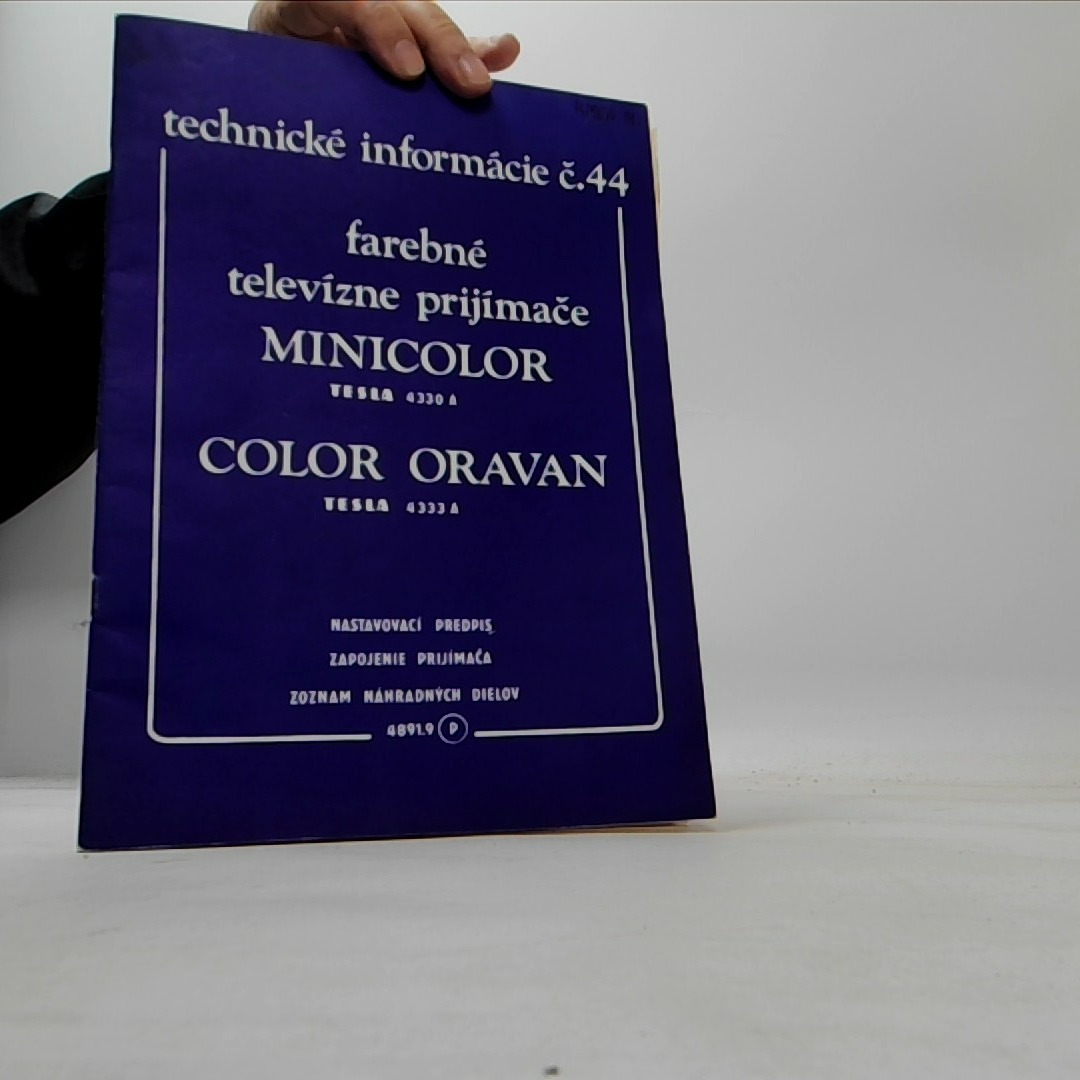 technické informácie č.44
farebné
televízne prijímače
MINICOLOR
TESLA 4330 A
COLOR ORAVAN
TESLA 4333 A
NASTAVOVACÍ PREDPIS
ZAPOJENIE PRIJÍMAČA
ZOZNAM NÁHRADNÝCH DIELOV
4891.9 P